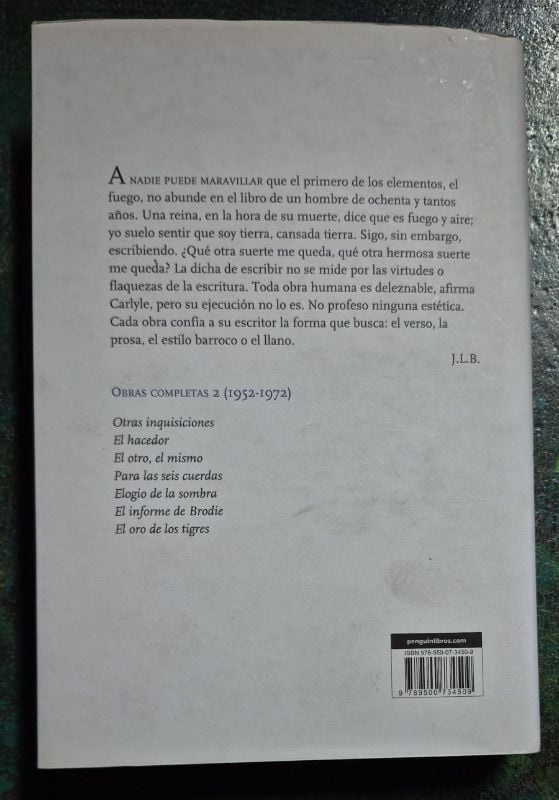 A NADIE PUEDE MARAVILLAR que el primero de los elementos, el
fuego, no abunde en el libro de un hombre de ochenta y tantos
años. Una reina, en la hora de su muerte, dice que es fuego y aire;
yo suelo sentir que soy tierra, cansada tierra. Sigo, sin embargo,
escribiendo. ¿Qué otra suerte me queda, qué otra hermosa suerte
me queda? La dicha de escribir no se mide por las virtudes o
flaquezas de la escritura. Toda obra humana es deleznable, afirma
Carlyle, pero su ejecución no lo es. No profeso ninguna estética.
Cada obra confía a su escritor la forma que busca: el verso, la
prosa, el estilo barroco o el llano.
J.L.B.
OBRAS COMPLETAS 2 (1952-1972)
Otras inquisiciones
El hacedor
El otro, el mismo
Para las seis cuerdas
Elogio de la sombra
El informe de Brodie
El oro de los tigres
penguinlibros.com
ISBN 978-950-07-3450-9
9 789500 734509